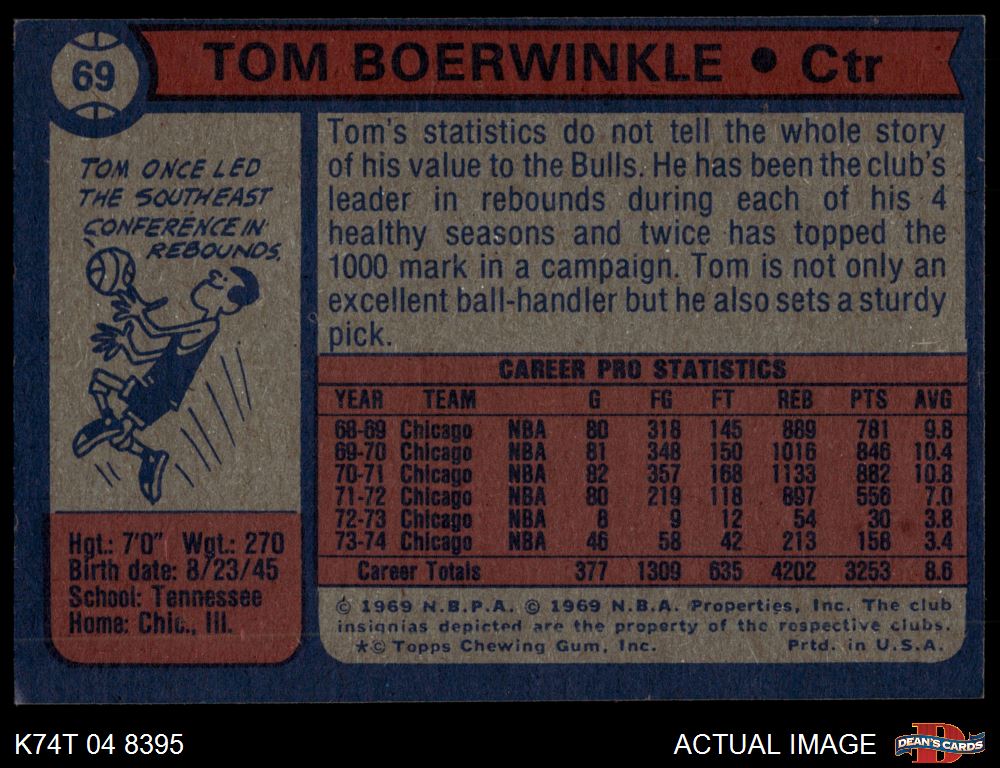 69
TOM BOERWINKLE • Ctr
TOM ONCE LED
THE SOUTHEAST
CONFERENCE IN
REBOUNDS.
Tom's statistics do not tell the whole story
of his value to the Bulls. He has been the club's
leader in rebounds during each of his 4
healthy seasons and twice has topped the
1000 mark in a campaign. Tom is not only an
excellent ball-handler but he also sets a sturdy
pick.
CAREER PRO STATISTICS
YEAR TEAM G FG FT REB PTS AVG
68-69 Chicago NBA 80 318 145 889 781 9.8
69-70 Chicago NBA 81 348 150 1016 846 10.4
70-71 Chicago NBA 82 357 168 1133 882 10.8
71-72 Chicago NBA 80 219 118 897 556 7.0
72-73 Chicago NBA 8 9 12 54 30 3.8
73-74 Chicago NBA 46 58 42 213 158 3.4
Career Totals 377 1309 635 4202 3253 8.6
Hgt.: 7'0" Wgt.: 270
Birth date: 8/23/45
School: Tennessee
Home: Chic., Ill.
© 1969 N.B.P.A. © 1969 N.B.A. Properties, Inc. The club
insignias depicted are the property of the respective clubs.
*© Topps Chewing Gum, Inc. Prtd. in U.S.A.
K74T 04 8395
ACTUAL IMAGE
D
DEAN'S CARDS